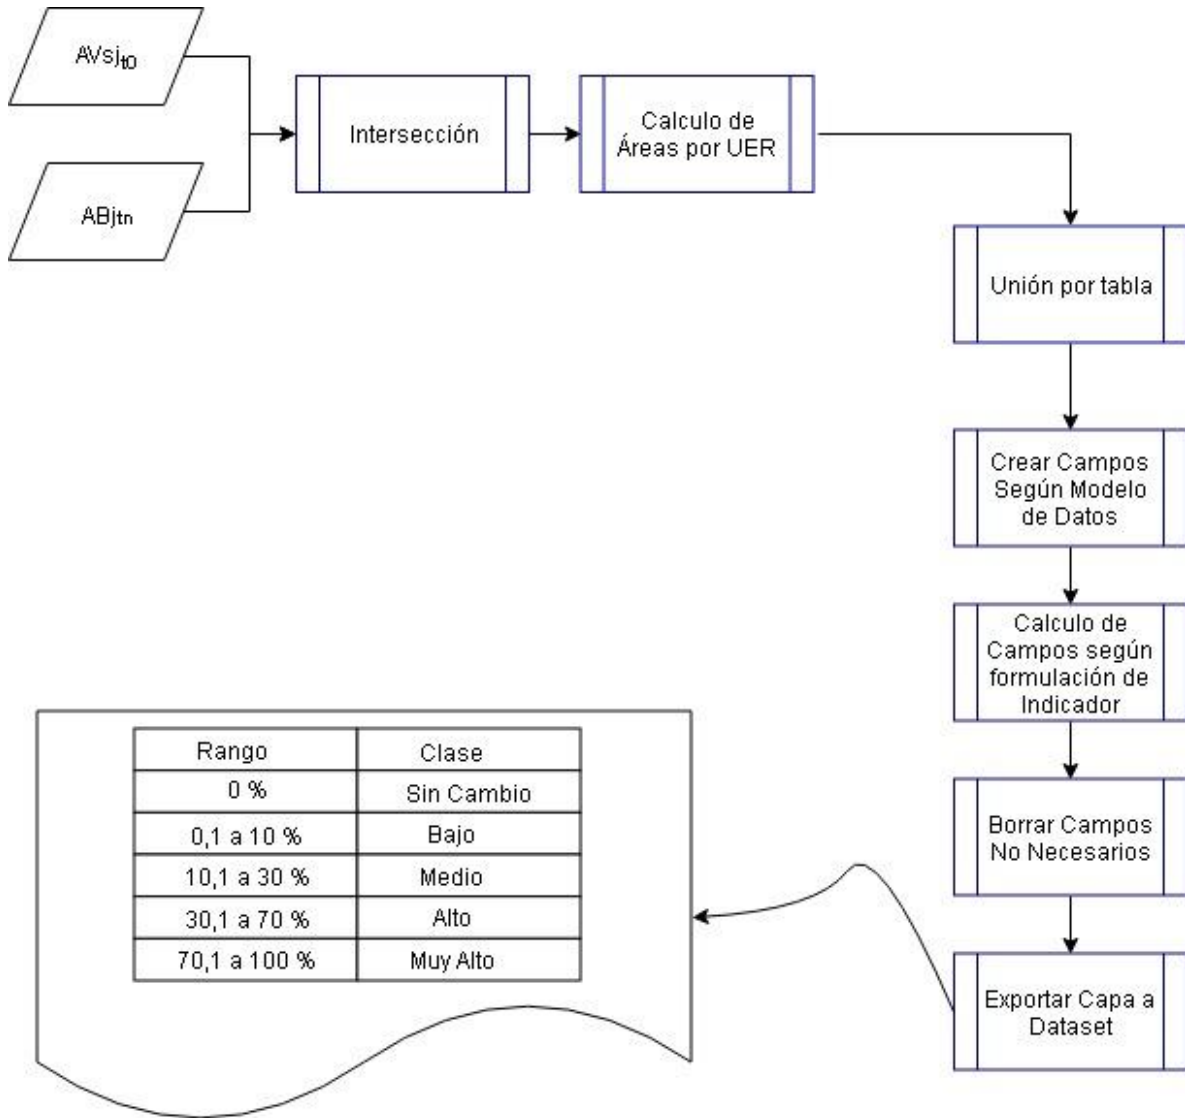 AVsjt0
ABjtn
Intersección
Calculo de
Áreas por UER
Unión por tabla
Crear Campos
Según Modelo
de Datos
Calculo de
Campos según
formulación de
Indicador
Borrar Campos
No Necesarios
Exportar Capa a
Dataset
Rango Clase
0 % Sin Cambio
0,1 a 10 % Bajo
10,1 a 30 % Medio
30,1 a 70 % Alto
70,1 a 100 % Muy Alto